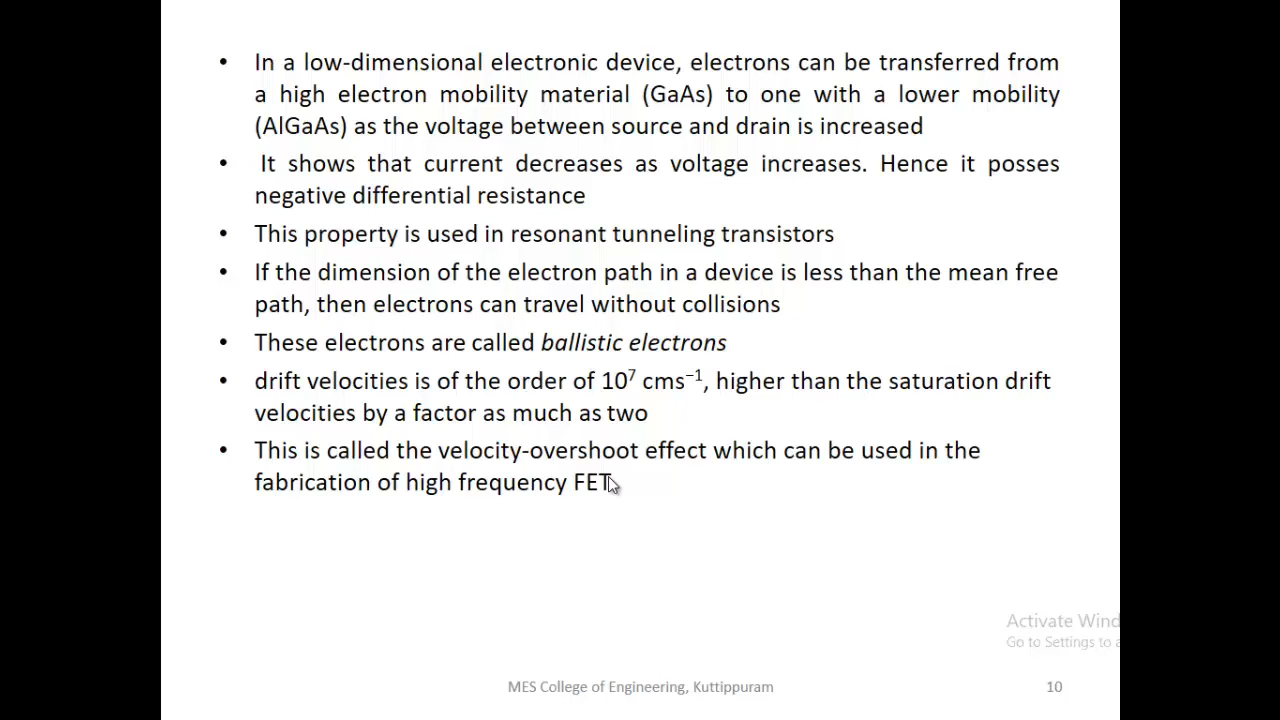 • In a low-dimensional electronic device, electrons can be transferred from
a high electron mobility material (GaAs) to one with a lower mobility
(AlGaAs) as the voltage between source and drain is increased
• It shows that current decreases as voltage increases. Hence it posses
negative differential resistance
• This property is used in resonant tunneling transistors
• If the dimension of the electron path in a device is less than the mean free
path, then electrons can travel without collisions
• These electrons are called ballistic electrons
• drift velocities is of the order of 10⁷ cms⁻¹, higher than the saturation drift
velocities by a factor as much as two
• This is called the velocity-overshoot effect which can be used in the
fabrication of high frequency FET
Activate Wind
Go to Settings to a
MES College of Engineering, Kuttippuram 10